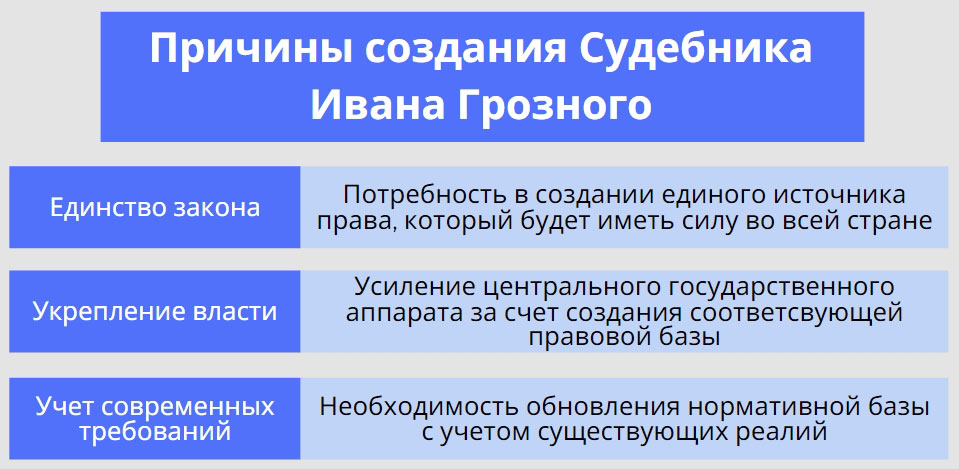 Причины создания Судебника
Ивана Грозного
Единство закона
Потребность в создании единого источника
права, который будет иметь силу во всей стране
Укрепление власти
Усиление центрального государственного
аппарата за счет создания соответсвующей
правовой базы
Учет современных
требований
Необходимость обновления нормативной базы
с учетом существующих реалий